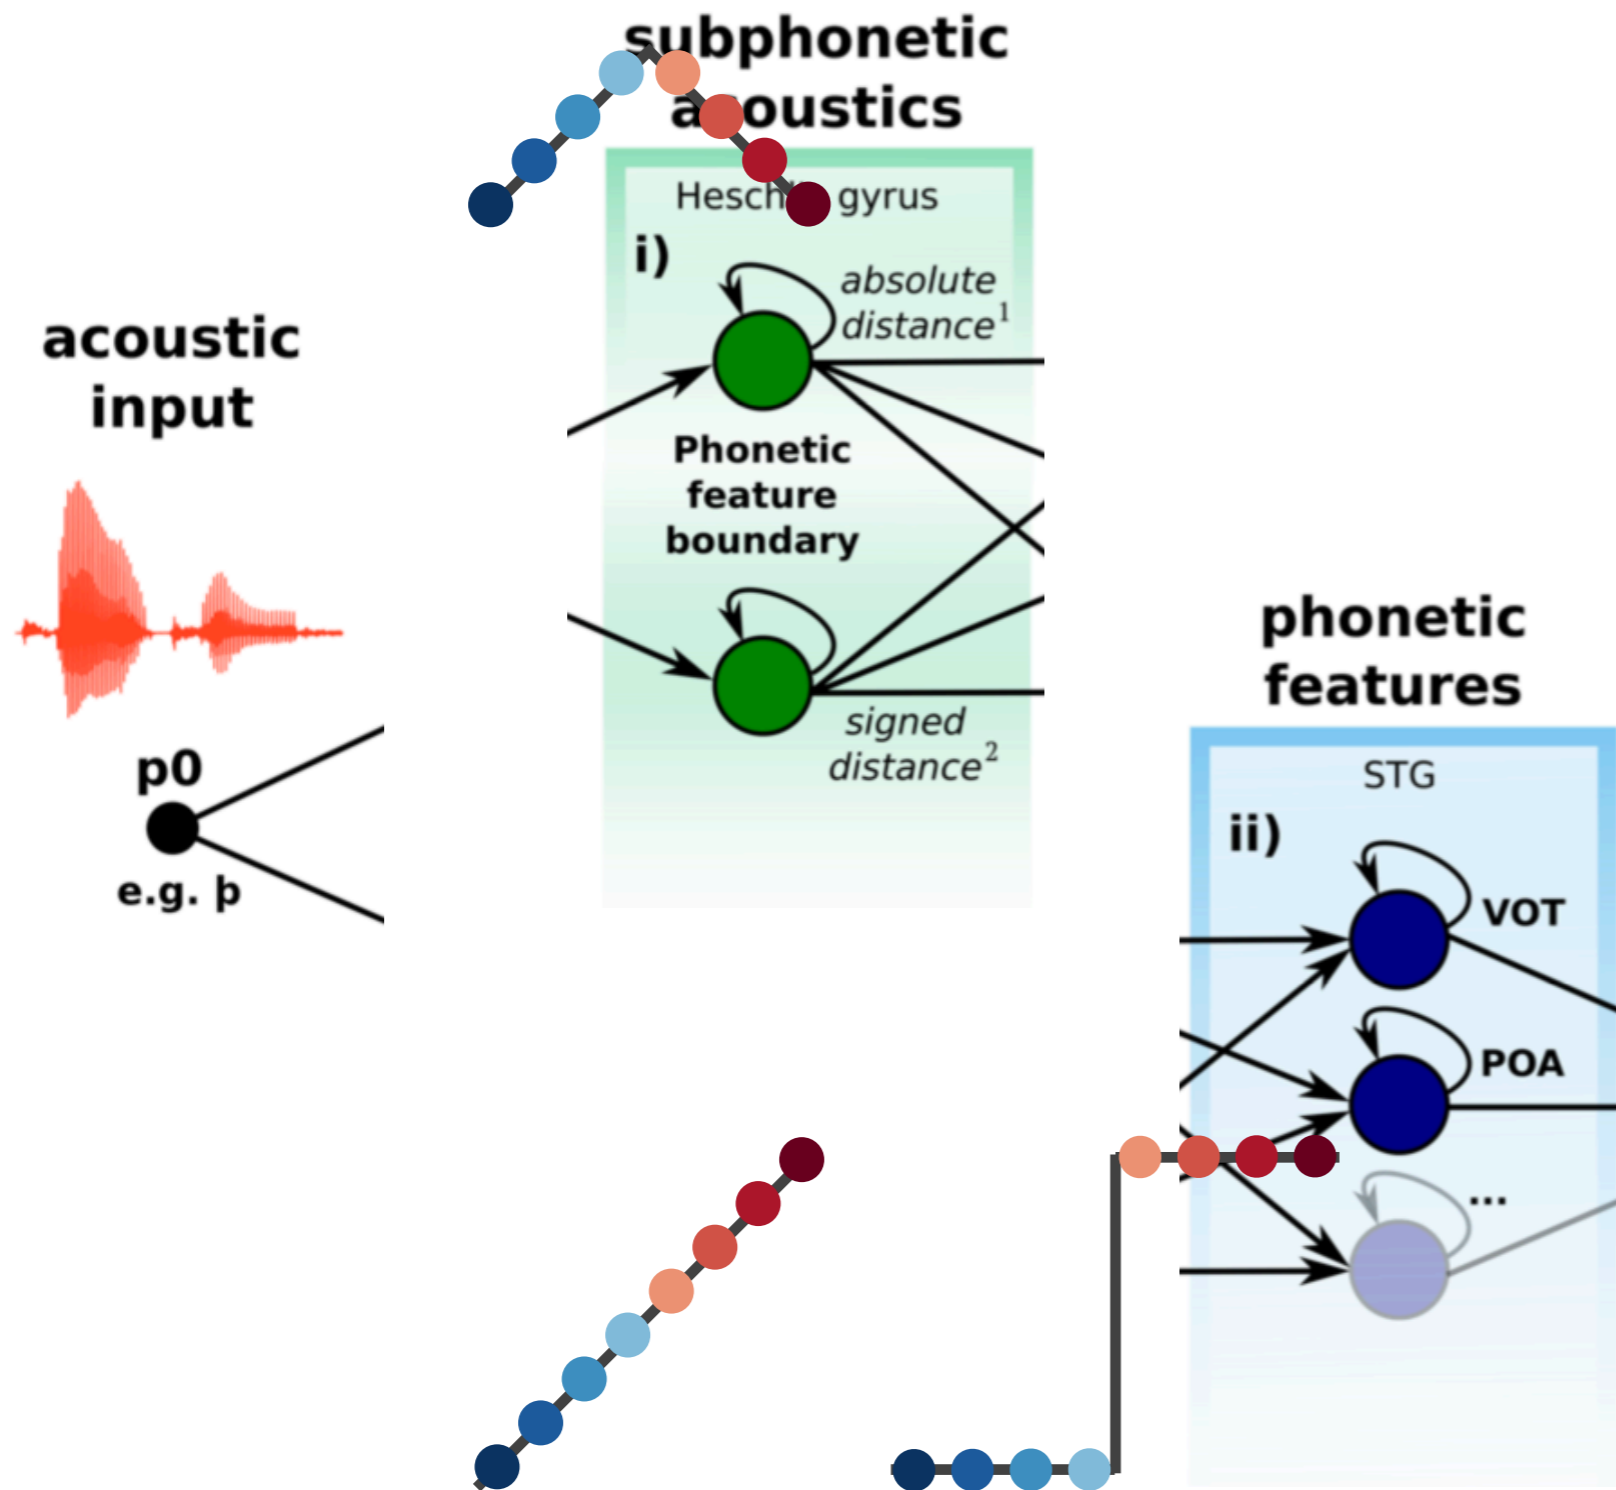 subphonetic
acoustics
Heschl's gyrus
i)
absolute
distance¹
Phonetic
feature
boundary
signed
distance²
acoustic
input
p0
e.g. þ
phonetic
features
STG
ii)
VOT
POA
...